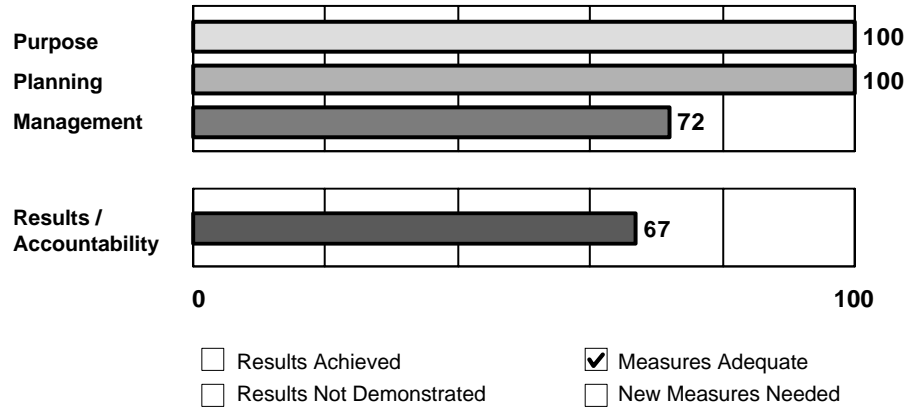 Purpose 100
Planning 100
Management 72
Results / 
Accountability 67
0 100
Results Achieved Measures Adequate
Results Not Demonstrated New Measures Needed